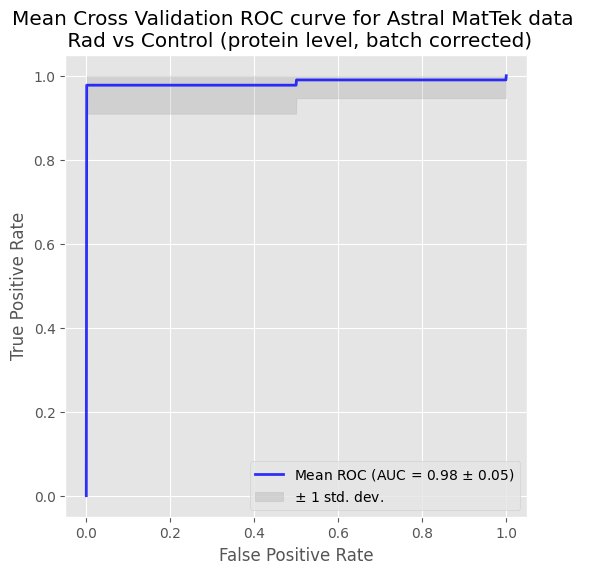 Mean Cross Validation ROC curve for Astral MatTek data
Rad vs Control (protein level, batch corrected)
True Positive Rate
1.0
0.8
0.6
0.4
0.2
0.0
Mean ROC (AUC = 0.98 ± 0.05)
± 1 std. dev.
0.0 0.2 0.4 0.6 0.8 1.0
False Positive Rate